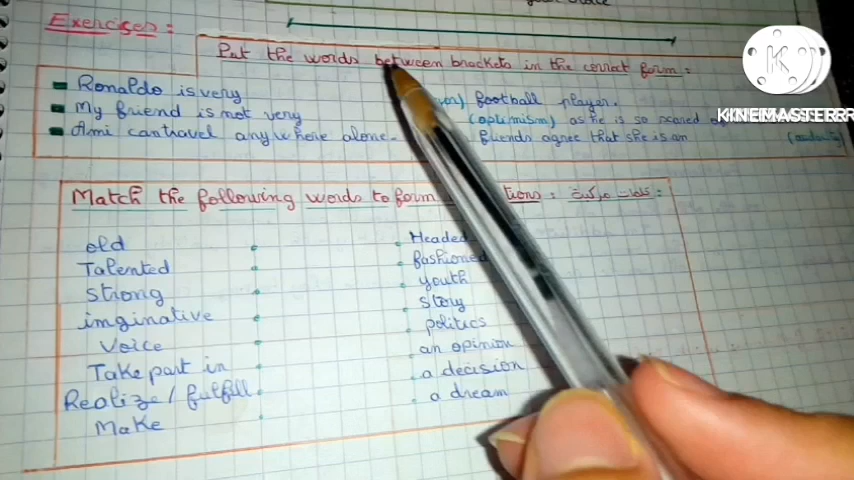 Exercises:
Put the words between brackets in the correct form:
Ronaldo is very football player.
My friend is not very (optimism) as he is so scared
Ami can travel anywhere alone. friends agree that she is an
Match the following words to form كلمات مركبة:
old Headed
Talented fashioned
strong youth
imginative story
Voice politics
Take part in an opinion
Realize / fulfill a decision
Make a dream
KINEMASTER